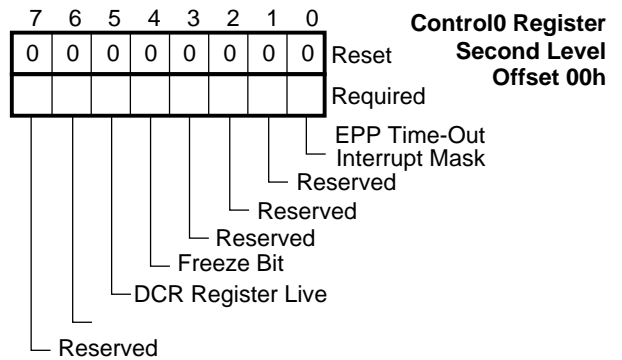 7 6 5 4 3 2 1 0
Control0 Register
0 0 0 0 0 0 0 0 Reset
Second Level
Offset 00h
Required
EPP Time-Out
Interrupt Mask
Reserved
Reserved
Reserved
Freeze Bit
DCR Register Live
Reserved